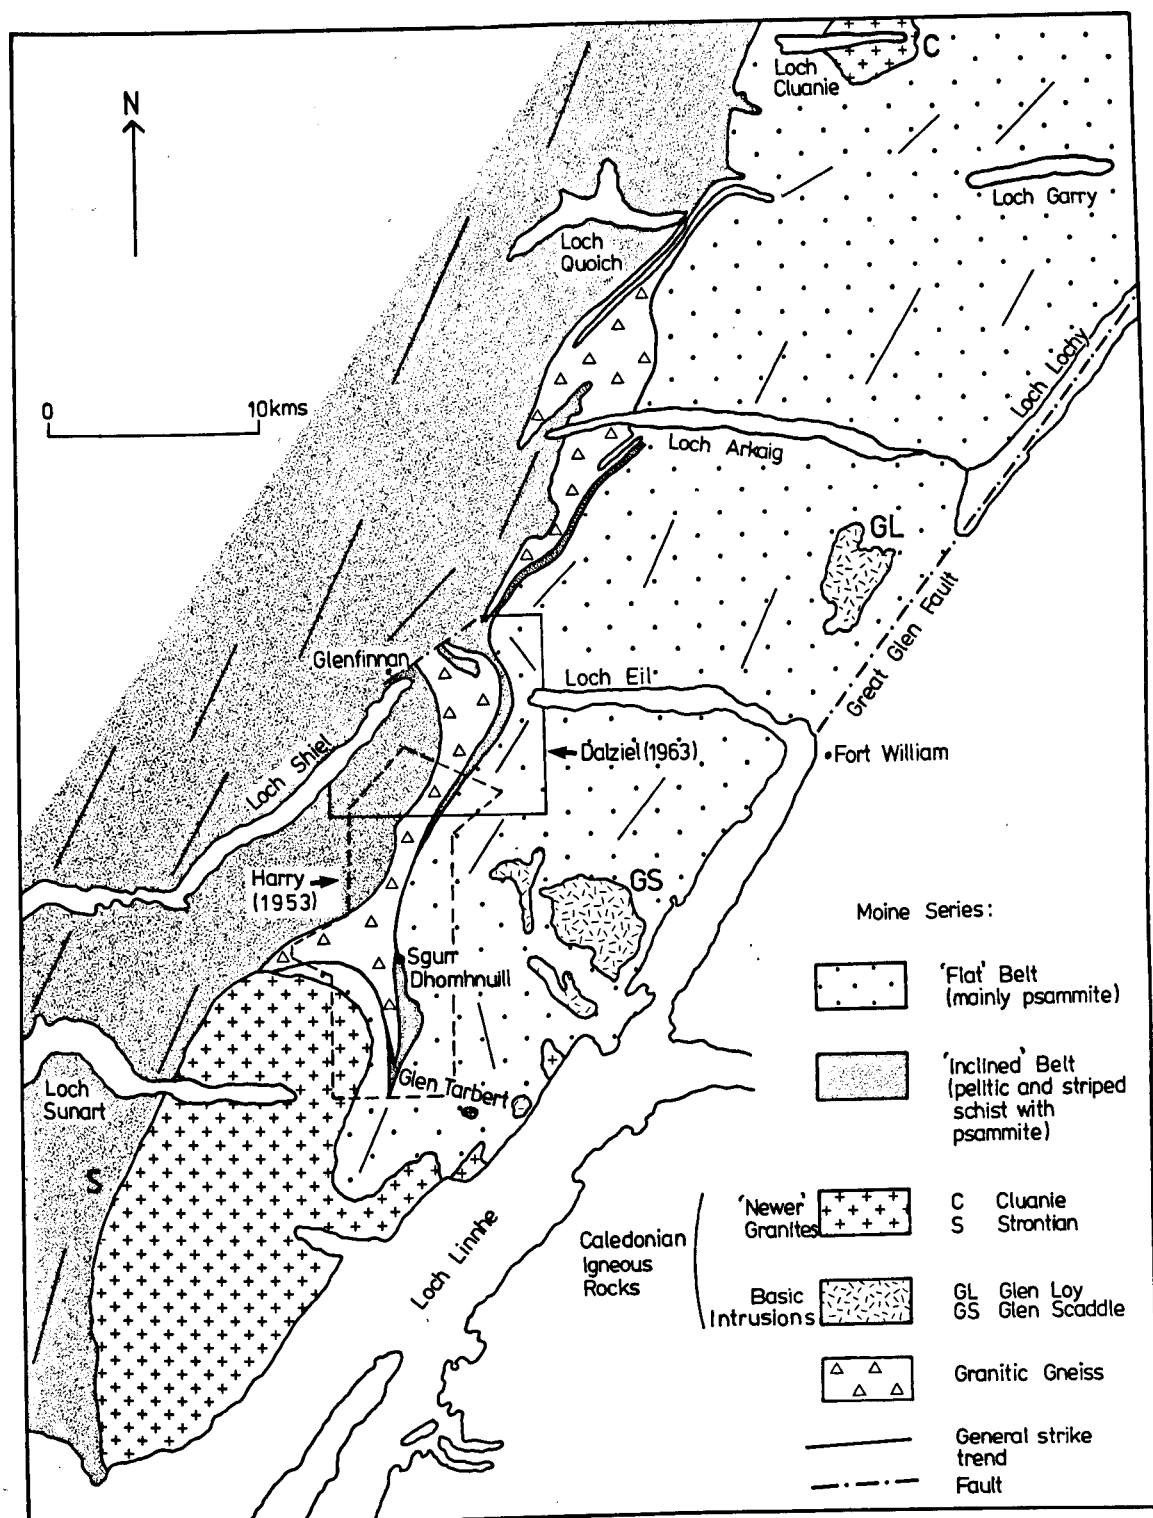 C
Loch
Cluanie
N
Loch Garry
Loch
Quoich
Loch Lochy
0
10kms
Loch Arkaig
GL
Great Glen Fault
Glenfinnan
Loch Eil
Loch Shiel
Dalziel (1963)
Fort William
Harry
(1953)
GS
Sgurr
Dhomhnuill
Glen Tarbert
Loch
Sunart
S
Loch Linnhe
Moine Series:
'Flat' Belt
(mainly psammite)
'Inclined' Belt
(pelitic and striped
schist with
psammite)
Caledonian
Igneous
Rocks
'Newer'
Granites
C Cluanie
S Strontian
Basic
Intrusions
GL Glen Loy
GS Glen Scaddle
Granitic Gneiss
General strike
trend
Fault